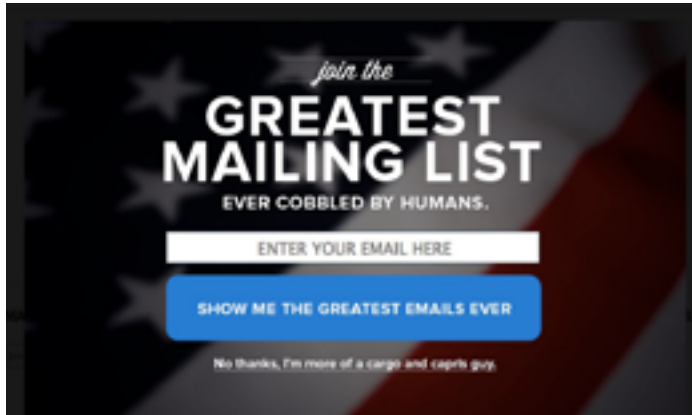 join the
GREATEST
MAILING LIST
EVER COBBLED BY HUMANS.
ENTER YOUR EMAIL HERE
SHOW ME THE GREATEST EMAILS EVER
No thanks, I'm more of a cargo and capris guy.